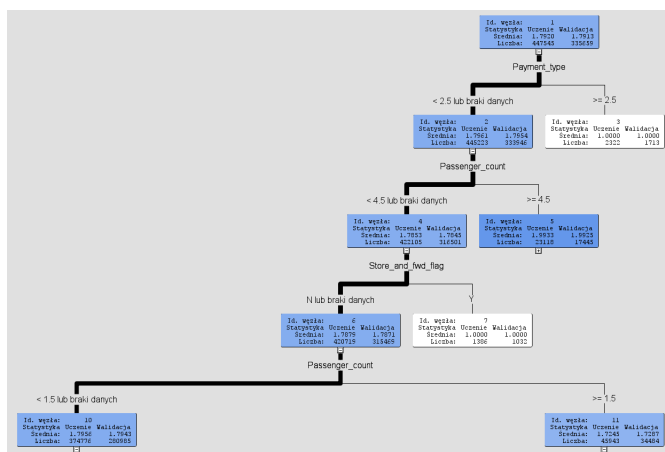 Id. węzła: 1
Statystyka Uczenie Walidacja
Średnia: 1.7920 1.7913
Liczba: 447545 335659
Payment_type
< 2.5 lub braki danych
>= 2.5
Id. węzła: 2
Statystyka Uczenie Walidacja
Średnia: 1.7961 1.7954
Liczba: 445223 333946
Id. węzła: 3
Statystyka Uczenie Walidacja
Średnia: 1.0000 1.0000
Liczba: 2322 1713
Passenger_count
< 4.5 lub braki danych
>= 4.5
Id. węzła: 4
Statystyka Uczenie Walidacja
Średnia: 1.7853 1.7845
Liczba: 422105 316501
Id. węzła: 5
Statystyka Uczenie Walidacja
Średnia: 1.9933 1.9925
Liczba: 23118 17445
Store_and_fwd_flag
N lub braki danych
Y
Id. węzła: 6
Statystyka Uczenie Walidacja
Średnia: 1.7879 1.7871
Liczba: 420719 315469
Id. węzła: 7
Statystyka Uczenie Walidacja
Średnia: 1.0000 1.0000
Liczba: 1386 1032
Passenger_count
< 1.5 lub braki danych
>= 1.5
Id. węzła: 10
Statystyka Uczenie Walidacja
Średnia: 1.7956 1.7943
Liczba: 374776 280985
Id. węzła: 11
Statystyka Uczenie Walidacja
Średnia: 1.7245 1.7287
Liczba: 45943 34484